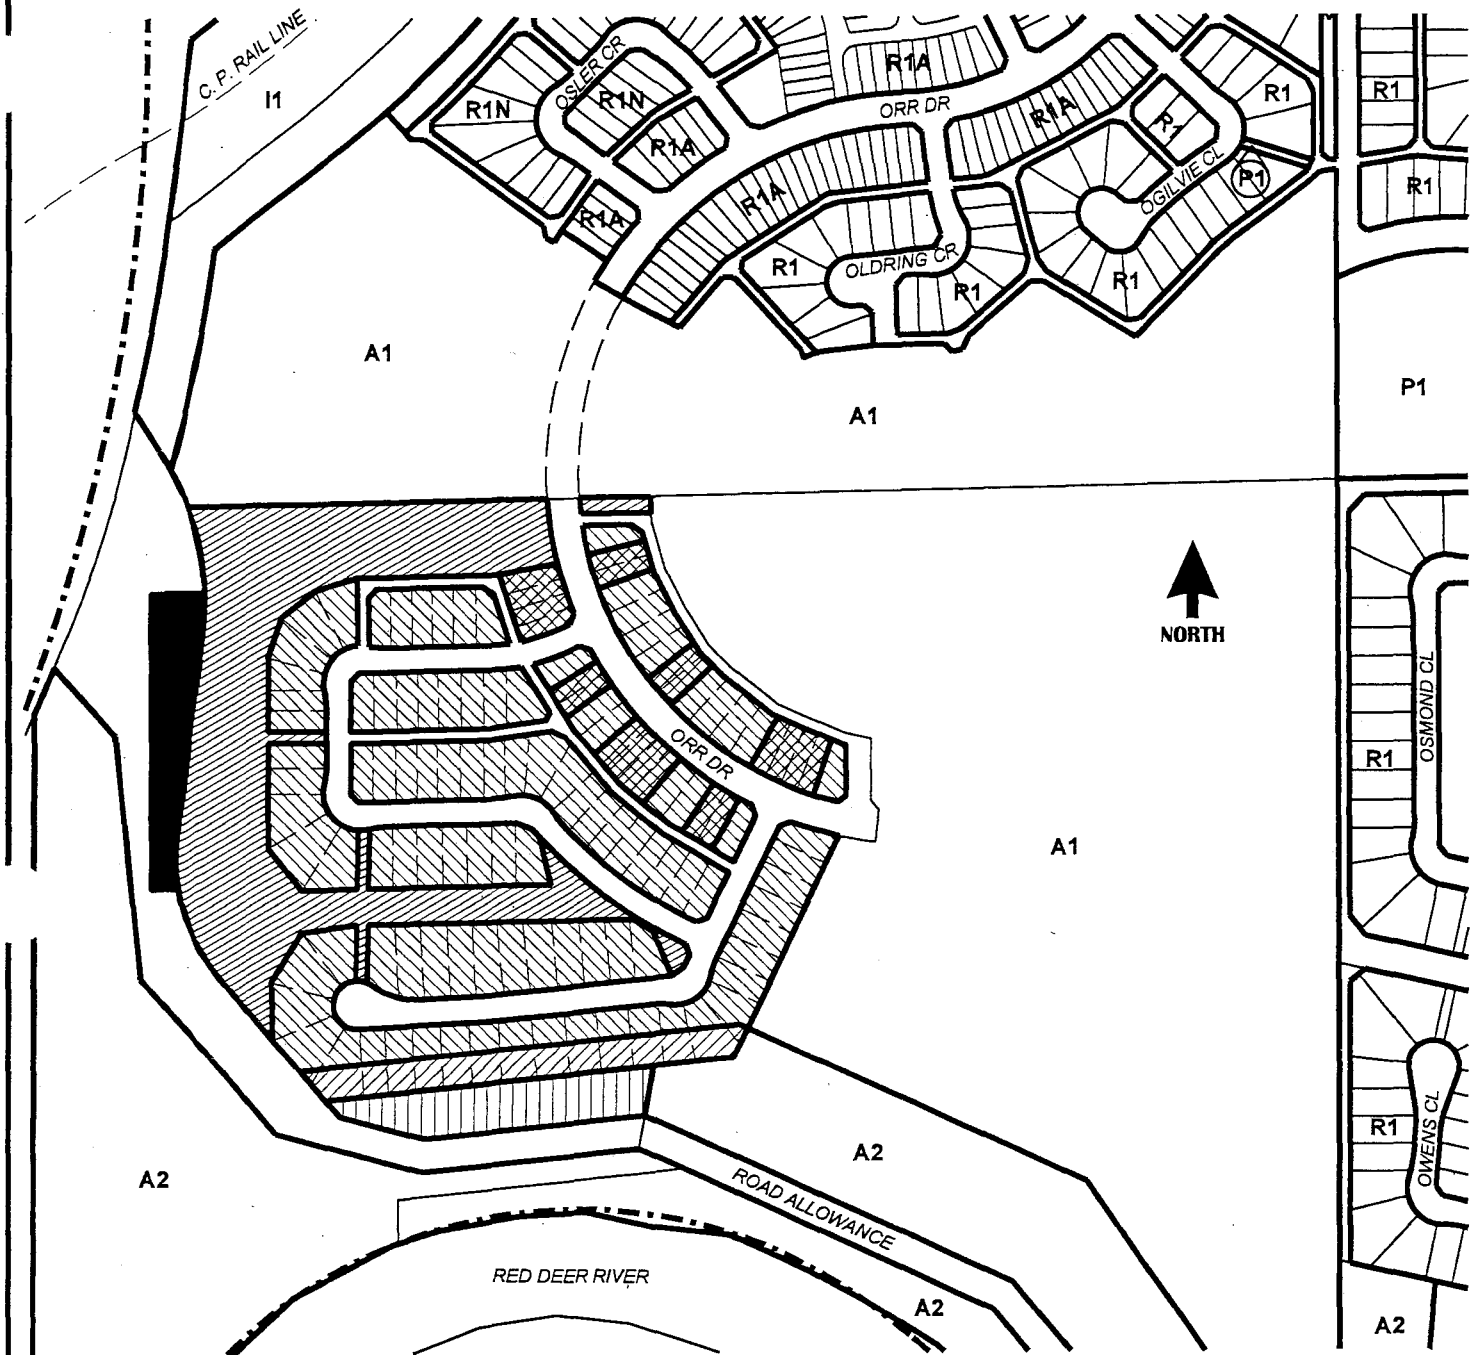 C. P. RAIL LINE
I1
R1N
OSLER CR
R1N
R1A
R1A
R1A
ORR DR
R1A
R1A
R1
R1
R1
OGILVIE CL
P1
R1
R1
OLDRING CR
R1
R1
A1
A1
P1
NORTH
ORR DR
OSMOND CL
R1
A1
R1
OWENS CL
A2
A2
ROAD ALLOWANCE
RED DEER RIVER
A2
A2